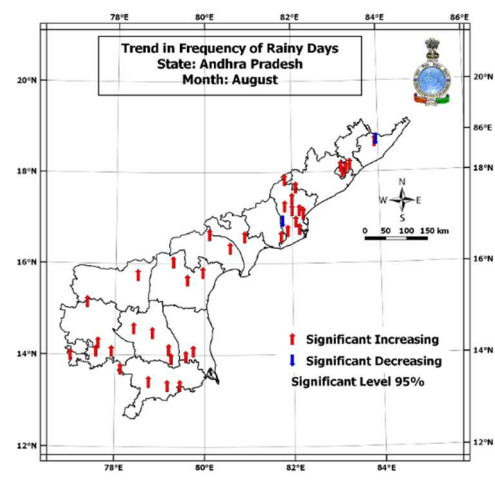 78°E 80°E 82°E 84°E 86°E
Trend in Frequency of Rainy Days
State: Andhra Pradesh
Month: August
20°N 20°N
86°E
18°N 18°N
N
W E
S
0 50 100 150 km
16°N 16°N
Significant Increasing
Significant Decreasing
Significant Level 95%
14°N 14°N
12°N 12°N
78°E 80°E 82°E 84°E